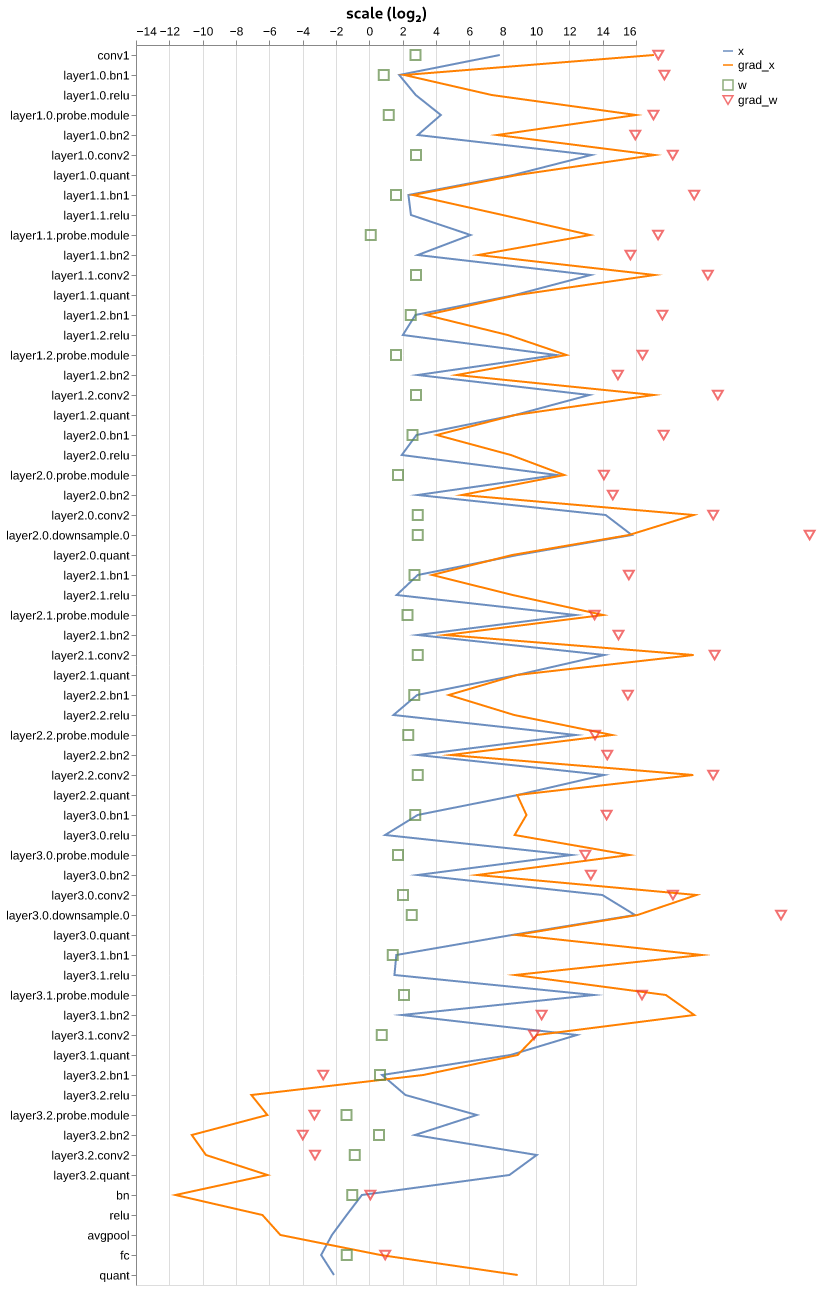 scale (log₂)
−14 −12 −10 −8 −6 −4 −2 0 2 4 6 8 10 12 14 16
x
grad_x
w
grad_w
conv1
layer1.0.bn1
layer1.0.relu
layer1.0.probe.module
layer1.0.bn2
layer1.0.conv2
layer1.0.quant
layer1.1.bn1
layer1.1.relu
layer1.1.probe.module
layer1.1.bn2
layer1.1.conv2
layer1.1.quant
layer1.2.bn1
layer1.2.relu
layer1.2.probe.module
layer1.2.bn2
layer1.2.conv2
layer1.2.quant
layer2.0.bn1
layer2.0.relu
layer2.0.probe.module
layer2.0.bn2
layer2.0.conv2
layer2.0.downsample.0
layer2.0.quant
layer2.1.bn1
layer2.1.relu
layer2.1.probe.module
layer2.1.bn2
layer2.1.conv2
layer2.1.quant
layer2.2.bn1
layer2.2.relu
layer2.2.probe.module
layer2.2.bn2
layer2.2.conv2
layer2.2.quant
layer3.0.bn1
layer3.0.relu
layer3.0.probe.module
layer3.0.bn2
layer3.0.conv2
layer3.0.downsample.0
layer3.0.quant
layer3.1.bn1
layer3.1.relu
layer3.1.probe.module
layer3.1.bn2
layer3.1.conv2
layer3.1.quant
layer3.2.bn1
layer3.2.relu
layer3.2.probe.module
layer3.2.bn2
layer3.2.conv2
layer3.2.quant
bn
relu
avgpool
fc
quant